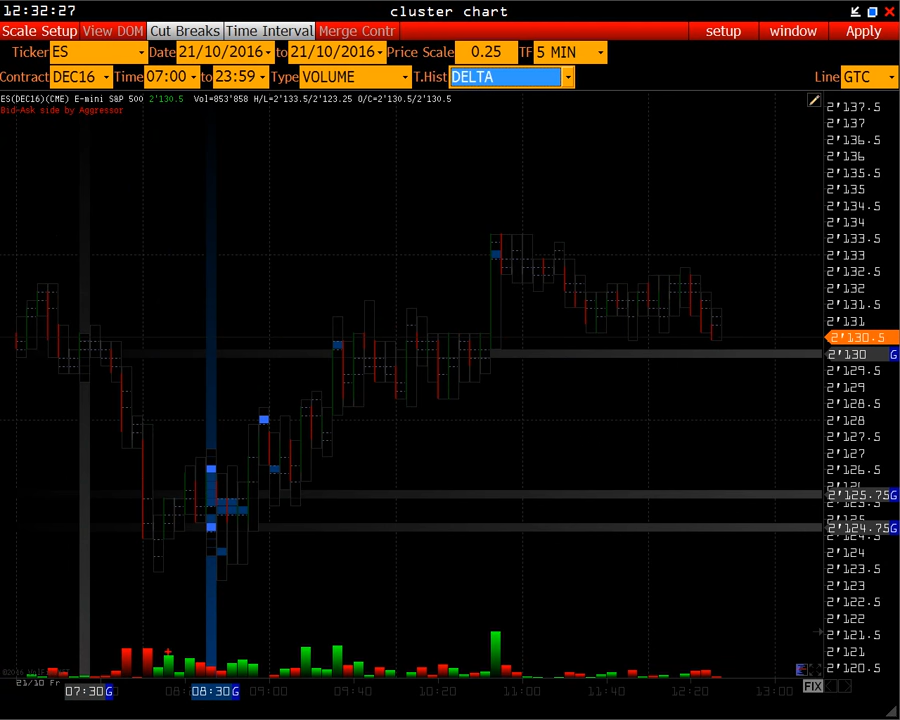 12:32:27 cluster chart
Scale Setup View DOM Cut Breaks Time Interval Merge Contr setup window Apply
Ticker ES Date 21/10/2016 to 21/10/2016 Price Scale 0.25 TF 5 MIN
Contract DEC16 Time 07:00 to 23:59 Type VOLUME T.Hist DELTA Line GTC
ES(DEC16)(CME) E-mini S&P 500 2'130.5 Vol=853'858 H/L=2'133.5/2'123.25 O/C=2'130.5/2'130.5
Bid-Ask side by Aggressor
2'137.5
2'137
2'136.5
2'136
2'135.5
2'135
2'134.5
2'134
2'133.5
2'133
2'132.5
2'132
2'131.5
2'131
2'130.5
2'130 G
2'129.5
2'129
2'128.5
2'128
2'127.5
2'127
2'126.5
2'125.75 G
2'124.75 G
2'124
2'123.5
2'123
2'122.5
2'122
2'121.5
2'121
2'120.5
21/10 Fr
07:30 G 08:30 G 09:00 09:40 10:20 11:00 11:40 12:20 13:00 FIX